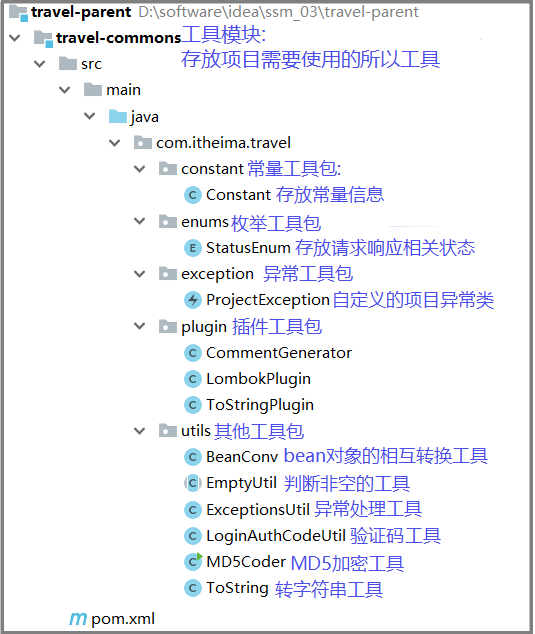 travel-parent D:\software\idea\ssm_03\travel-parent
travel-commons 工具模块:
存放项目需要使用的所以工具
src
main
java
com.itheima.travel
constant 常量工具包:
Constant 存放常量信息
enums 枚举工具包
StatusEnum 存放请求响应相关状态
exception 异常工具包
ProjectException 自定义的项目异常类
plugin 插件工具包
CommentGenerator
LombokPlugin
ToStringPlugin
utils 其他工具包
BeanConv bean对象的相互转换工具
EmptyUtil 判断非空的工具
ExceptionsUtil 异常处理工具
LoginAuthCodeUtil 验证码工具
MD5Coder MD5加密工具
ToString 转字符串工具
pom.xml